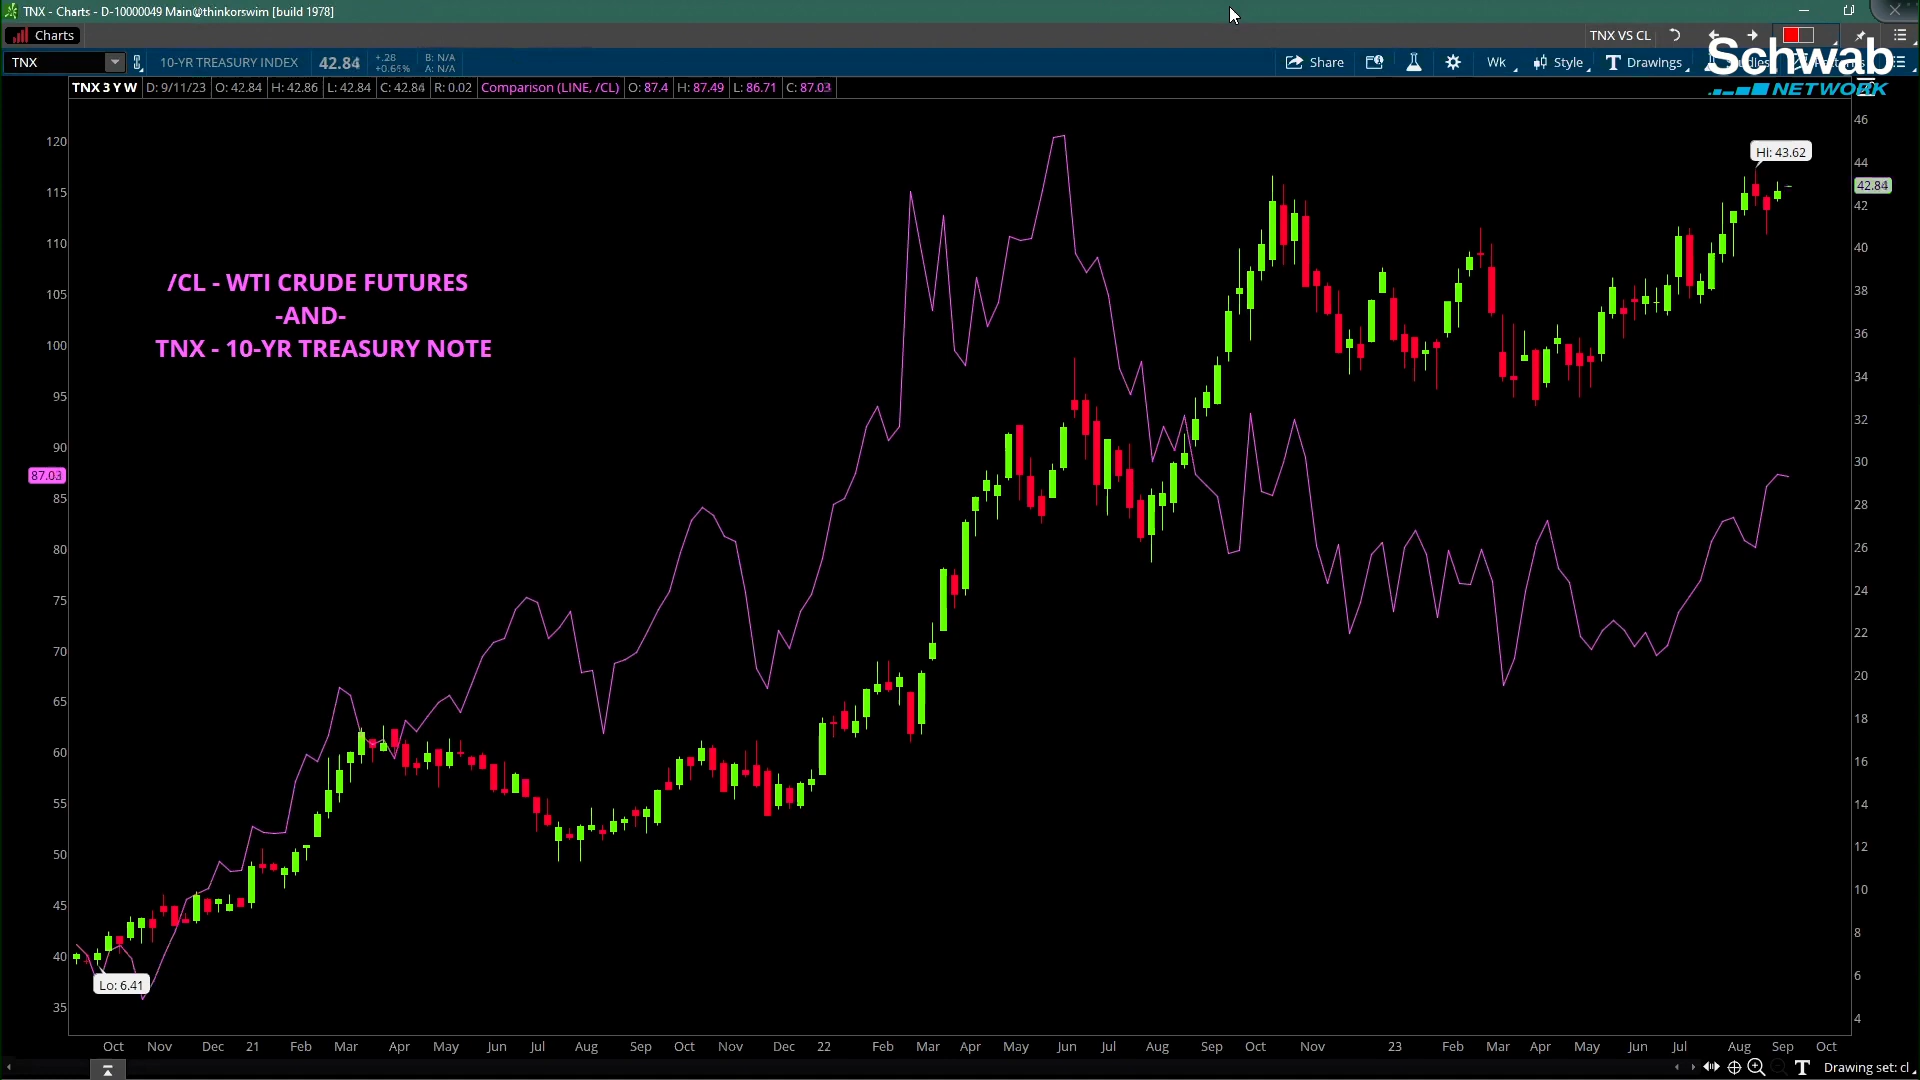 TNX - Charts - D-10000049 Main@thinkorswim [build 1978]
Charts
TNX VS CL
TNX
10-YR TREASURY INDEX
42.84
+.28
+0.66%
B: N/A
A: N/A
Share
Wk
Style
Drawings
Schwab
NETWORK
TNX 3 Y W D: 9/11/23 O: 42.84 H: 42.86 L: 42.84 C: 42.84 R: 0.02 Comparison (LINE, /CL) O: 87.4 H: 87.49 L: 86.71 C: 87.03
/CL - WTI CRUDE FUTURES
-AND-
TNX - 10-YR TREASURY NOTE
Hi: 43.62
Lo: 6.41
120
115
110
105
100
95
90
87.03
85
80
75
70
65
60
55
50
45
40
35
46
44
42.84
42
40
38
36
34
32
30
28
26
24
22
20
18
16
14
12
10
8
6
4
Oct Nov Dec 21 Feb Mar Apr May Jun Jul Aug Sep Oct Nov Dec 22 Feb Mar Apr May Jun Jul Aug Sep Oct Nov 23 Feb Mar Apr May Jun Jul Aug Sep Oct
Drawing set: cl